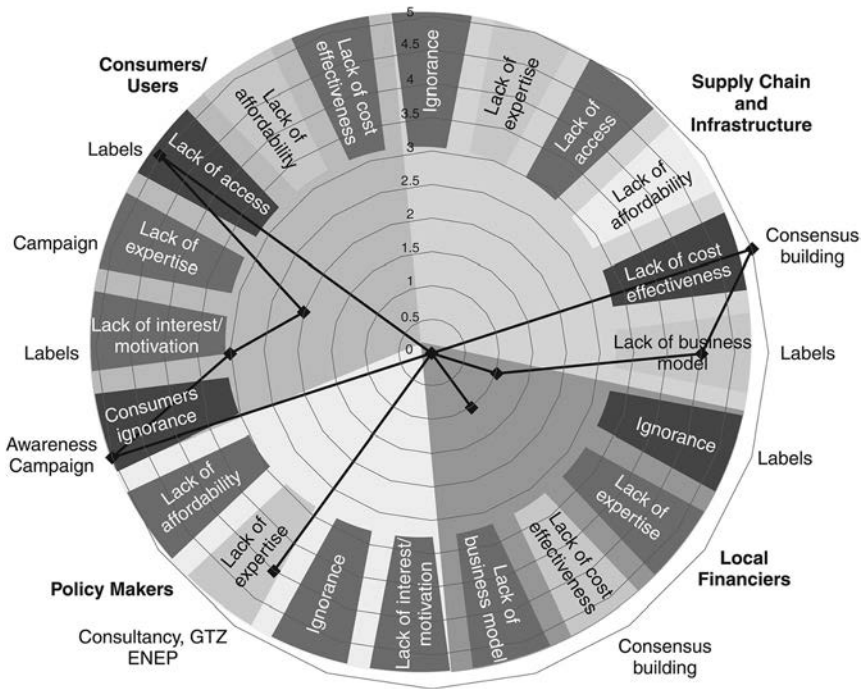 Consumers/
Users
Supply Chain
and
Infrastructure
5
4.5
4
3.5
3
2.5
2
1.5
1
0.5
0
Ignorance
Lack of
expertise
Lack of
access
Lack of
affordability
Lack of cost
effectiveness
Lack of business
model
Ignorance
Lack of
expertise
Lack of cost
effectiveness
Lack of
business model
Lack of interest/
motivation
Ignorance
Lack of
expertise
Lack of
affordability
Consumers
ignorance
Lack of interest/
motivation
Lack of
expertise
Lack of access
Lack of
affordability
Lack of cost
effectiveness
Consensus
building
Labels
Labels
Local
Financiers
Consensus
building
Policy Makers
Consultancy, GTZ
ENEP
Awareness
Campaign
Labels
Campaign
Labels